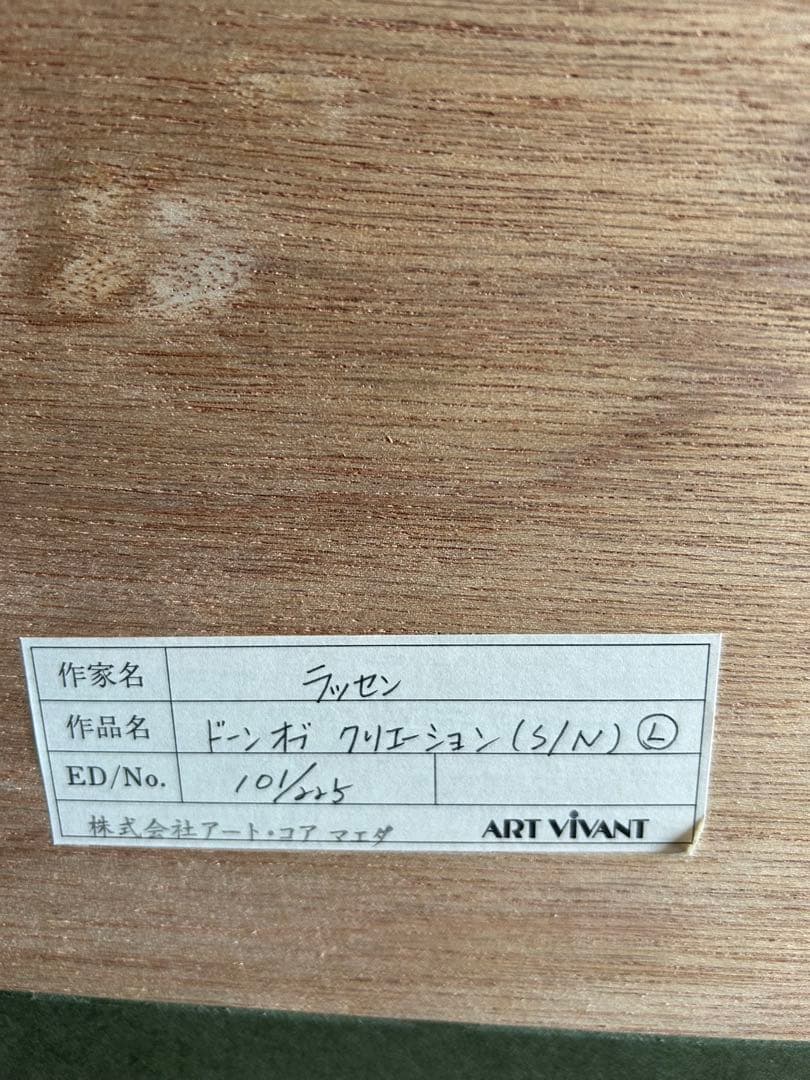 作家名 ラッセン
作品名 ドーンオブ クリエーション(S/N) Ⓛ
ED/No. 101/225
株式会社アート・コア マエダ ART ViVANT